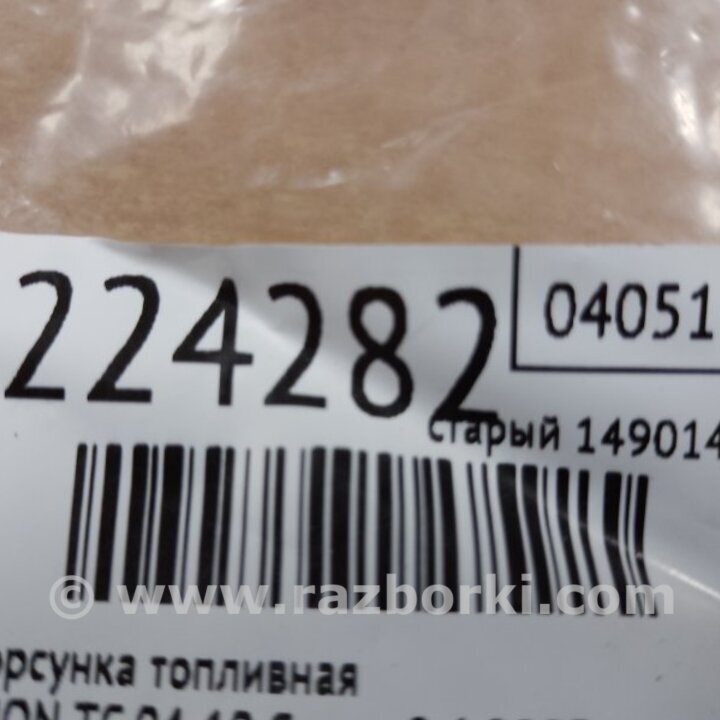 224282
04051
старый 149014
© www.razborki.com
орсунка топливная